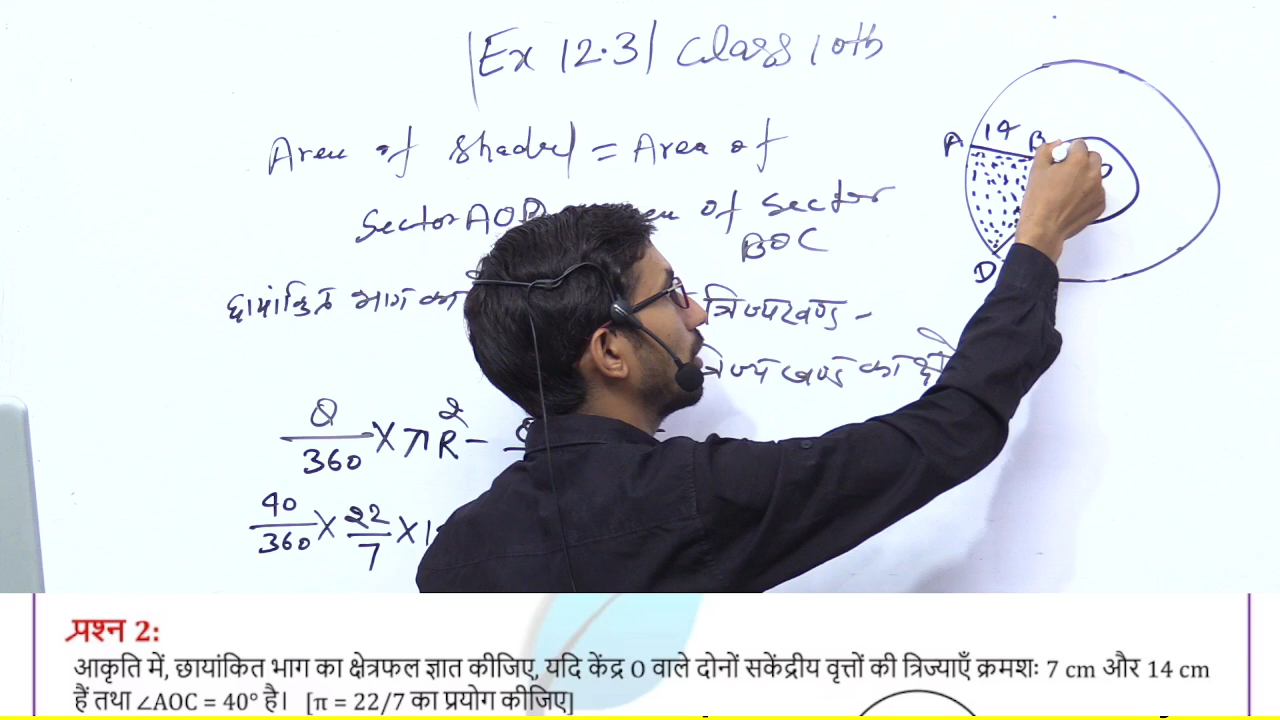 Ex 12.3 Class 10th
Area of shaded = Area of
Sector AOD of sector
BOC
छायांकित भाग का त्रिज्यखण्ड -
त्रिज्यखण्ड का
θ/360 × πR² -
40/360 × 22/7 ×
A 14 B
D
प्रश्न 2:
आकृति में, छायांकित भाग का क्षेत्रफल ज्ञात कीजिए, यदि केंद्र O वाले दोनों सकेंद्रीय वृत्तों की त्रिज्याएँ क्रमशः 7 cm और 14 cm
हैं तथा ∠AOC = 40° है। [π = 22/7 का प्रयोग कीजिए]